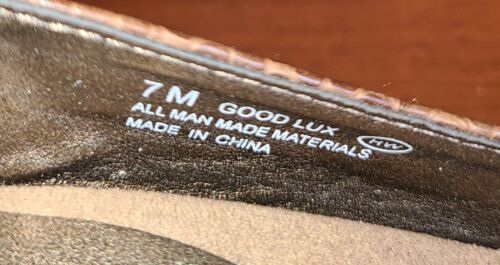 7M GOOD LUX
ALL MAN MADE MATERIALS
MADE IN CHINA